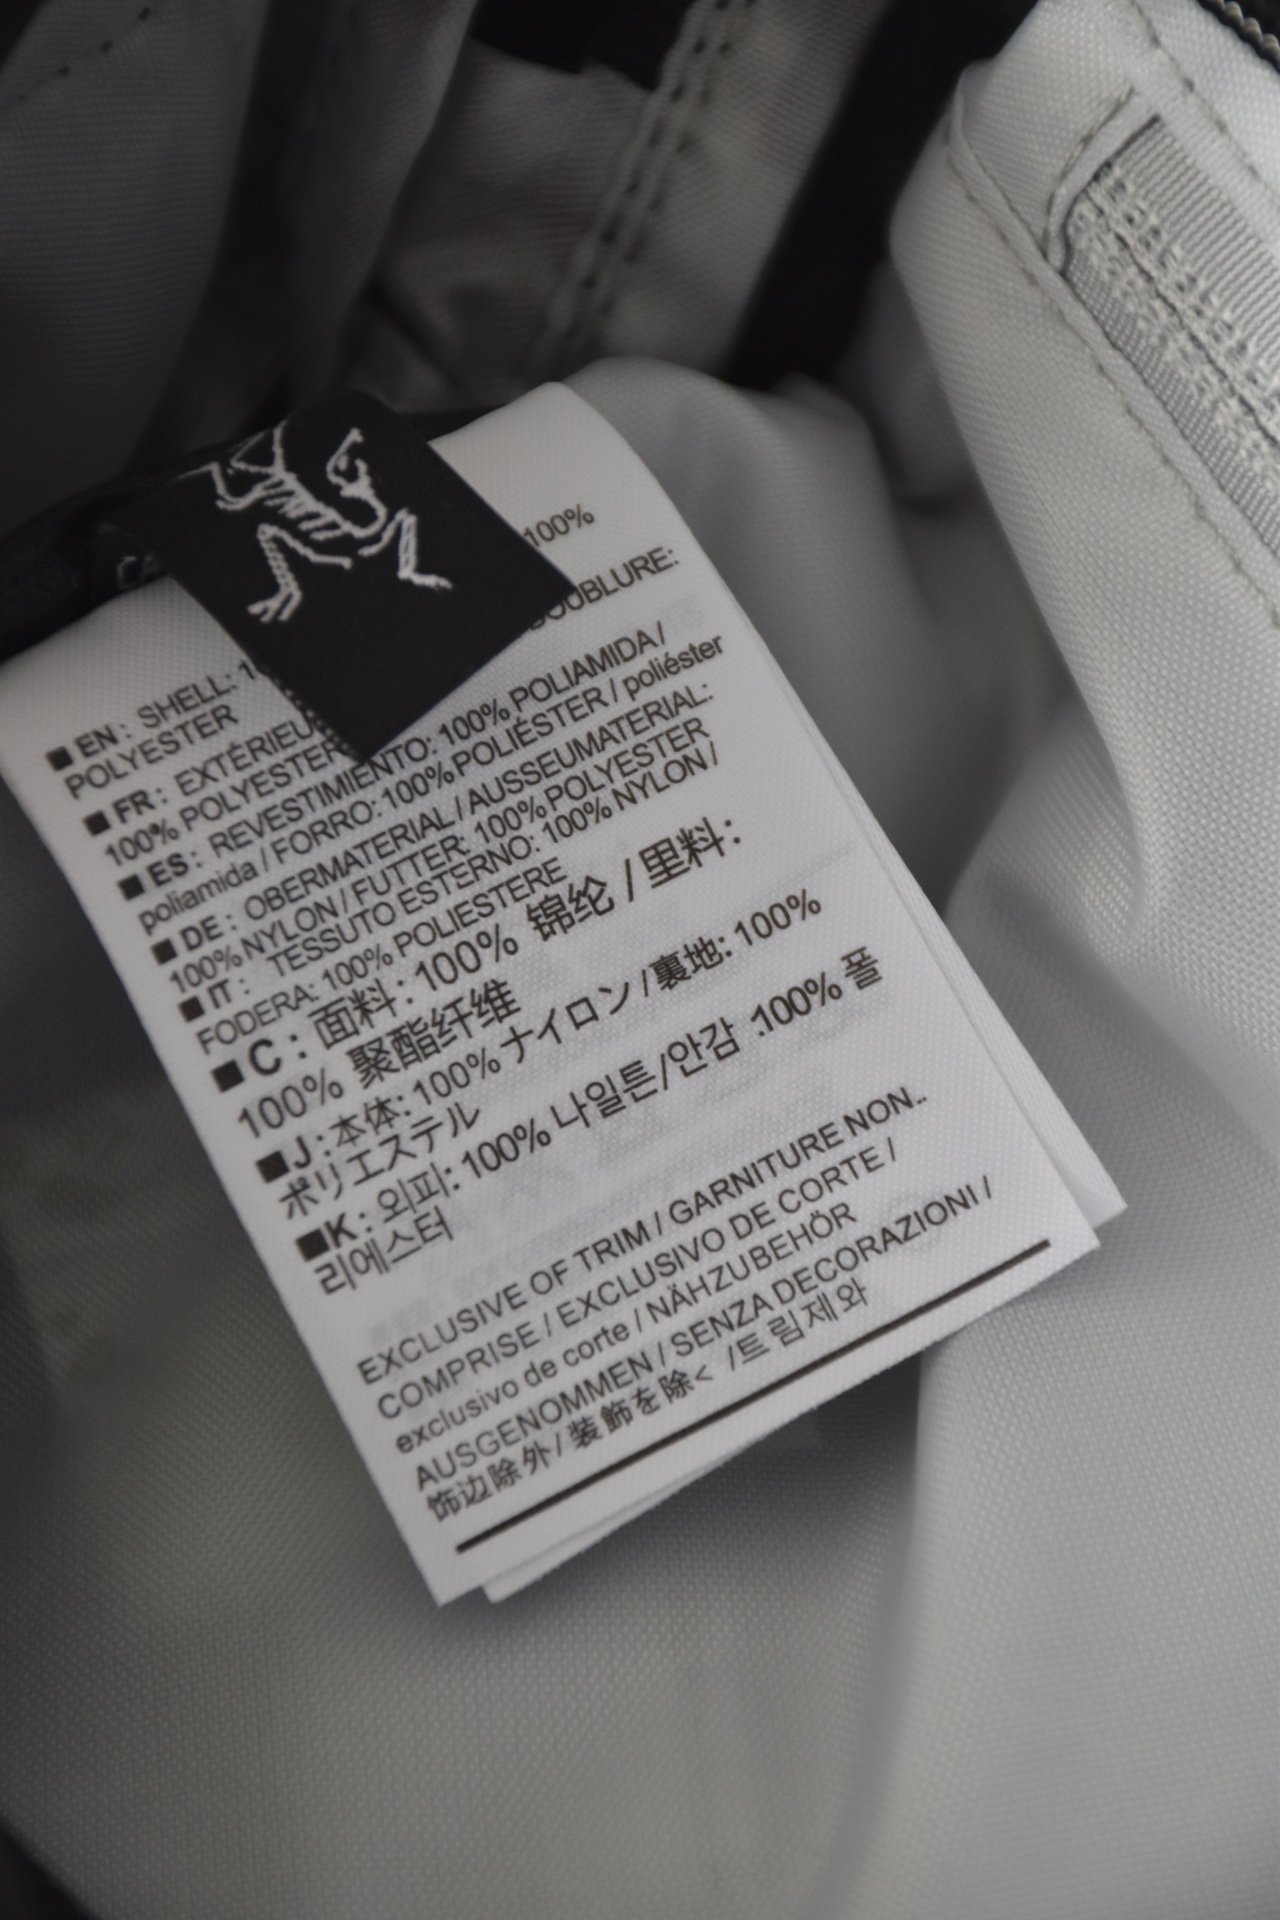 CA
■ EN: SHELL: 1 100%
POLYESTER
■ FR: EXTÉRIEU DOUBLURE:
100% POLYESTER
■ ES: REVESTIMIENTO: 100% POLIAMIDA /
poliamida / FORRO: 100% POLIÉSTER / poliéster
■ DE: OBERMATERIAL / AUSSEUMATERIAL:
100% NYLON / FUTTER: 100% POLYESTER
■ IT: TESSUTO ESTERNO: 100% NYLON /
FODERA: 100% POLIESTERE
■ C: 面料: 100% 锦纶 / 里料:
100% 聚酯纤维
■ J: 本体: 100% ナイロン / 裏地: 100%
ポリエステル
■ K: 외피: 100% 나일튼/안감 :100% 폴
리에스터
EXCLUSIVE OF TRIM / GARNITURE NON..
COMPRISE / EXCLUSIVO DE CORTE /
exclusivo de corte / NÄHZUBEHÖR
AUSGENOMMEN / SENZA DECORAZIONI /
饰边除外 / 装飾を除< /트림제와